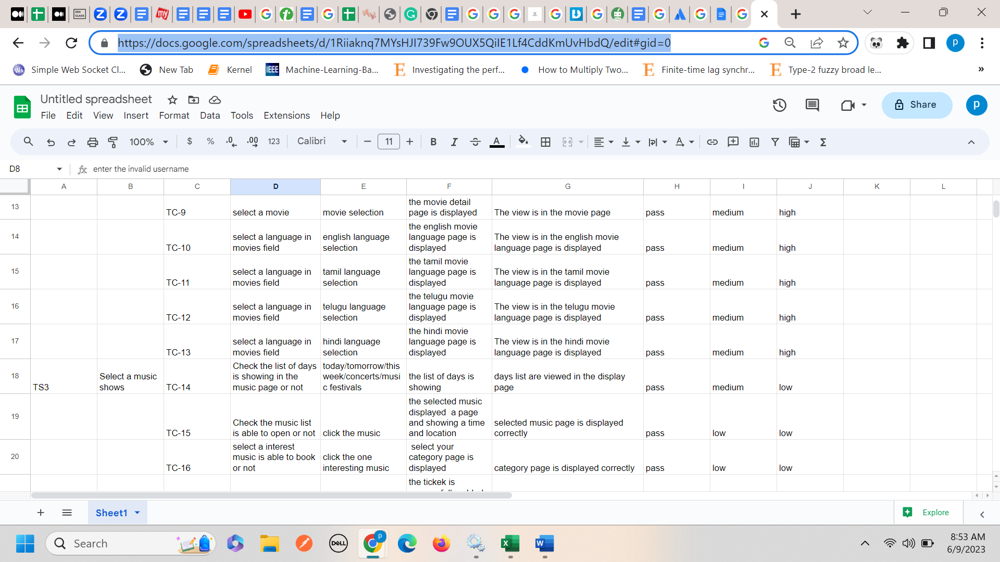 https://docs.google.com/spreadsheets/d/1Riiaknq7MYsHJI739Fw9OUX5QiIE1Lf4CddKmUvHbdQ/edit#gid=0
p
Simple Web Socket Cl...
New Tab
Kernel
IEEE
Machine-Learning-Ba...
Investigating the perf...
How to Multiply Two...
Finite-time lag synchr...
Type-2 fuzzy broad le...
»
Untitled spreadsheet
File Edit View Insert Format Data Tools Extensions Help
Share
p
100% $ % .0 .00 123 Calibri 11 B I A Σ
D8 fx enter the invalid username
A B C D E F G H I J K L
13
TC-9
select a movie
movie selection
the movie detail
page is displayed
The view is in the movie page
pass
medium
high
14
TC-10
select a language in
movies field
english language
selection
the english movie
language page is
displayed
The view is in the english movie
language page is displayed
pass
medium
high
15
TC-11
select a language in
movies field
tamil language
selection
the tamil movie
language page is
displayed
The view is in the tamil movie
language page is displayed
pass
medium
high
16
TC-12
select a language in
movies field
telugu language
selection
the telugu movie
language page is
displayed
The view is in the telugu movie
language page is displayed
pass
medium
high
17
TC-13
select a language in
movies field
hindi language
selection
the hindi movie
language page is
displayed
The view is in the hindi movie
language page is displayed
pass
medium
high
18
TS3
Select a music
shows
TC-14
Check the list of days
is showing in the
music page or not
today/tomorrow/this
week/concerts/musi
c festivals
the list of days is
showing
days list are viewed in the display
page
pass
medium
low
19
TC-15
Check the music list
is able to open or not
click the music
the selected music
displayed  a page
and showing a time
and location
selected music page is displayed
correctly
pass
low
low
20
TC-16
select a interest
music is able to book
or not
click the one
interesting music
select your
category page is
displayed
category page is displayed correctly
pass
low
low
the tickek is
Sheet1
Explore
Search
DELL
p
8:53 AM
6/9/2023